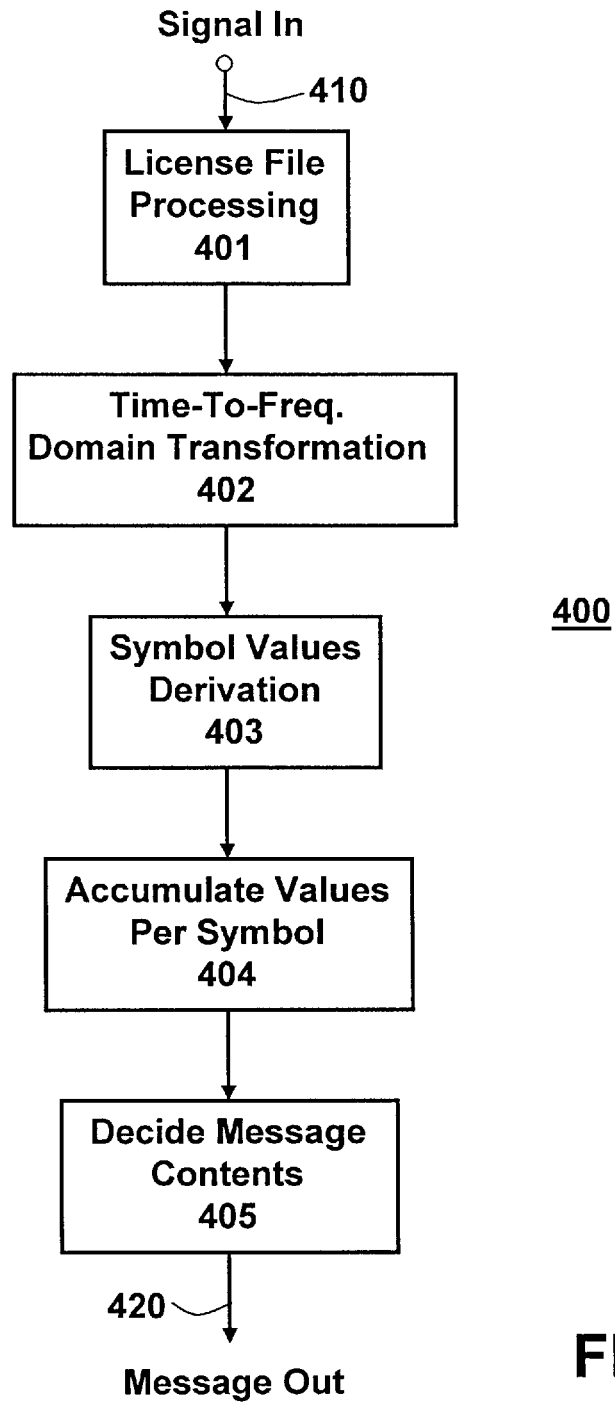 Signal In
410
License File
Processing
401
Time-To-Freq.
Domain Transformation
402
400
Symbol Values
Derivation
403
Accumulate Values
Per Symbol
404
Decide Message
Contents
405
420
Message Out